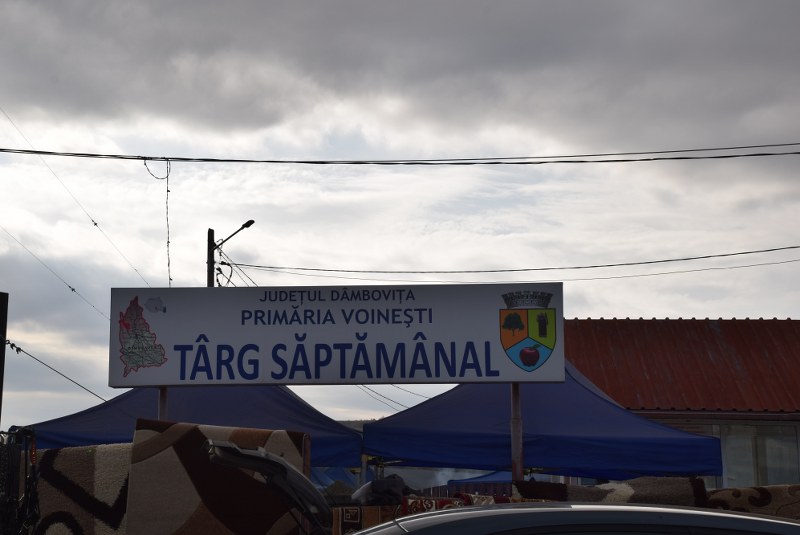 JUDEȚUL DÂMBOVIȚA
PRIMĂRIA VOINEȘTI
TÂRG SĂPTĂMÂNAL